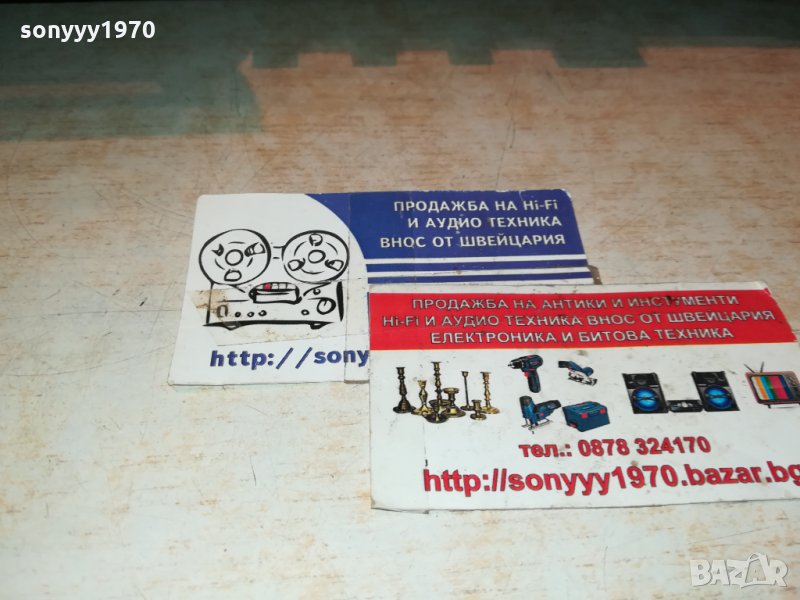 sonyyy1970
ПРОДАЖБА НА Hi-Fi
И АУДИО ТЕХНИКА
ВНОС ОТ ШВЕЙЦАРИЯ
http://sony
ПРОДАЖБА НА АНТИКИ И ИНСТРУМЕНТИ
Hi-Fi И АУДИО ТЕХНИКА ВНОС ОТ ШВЕЙЦАРИЯ
ЕЛЕКТРОНИКА И БИТОВА ТЕХНИКА
тел.: 0878 324170
http://sonyyy1970.bazar.bg
BAZAR